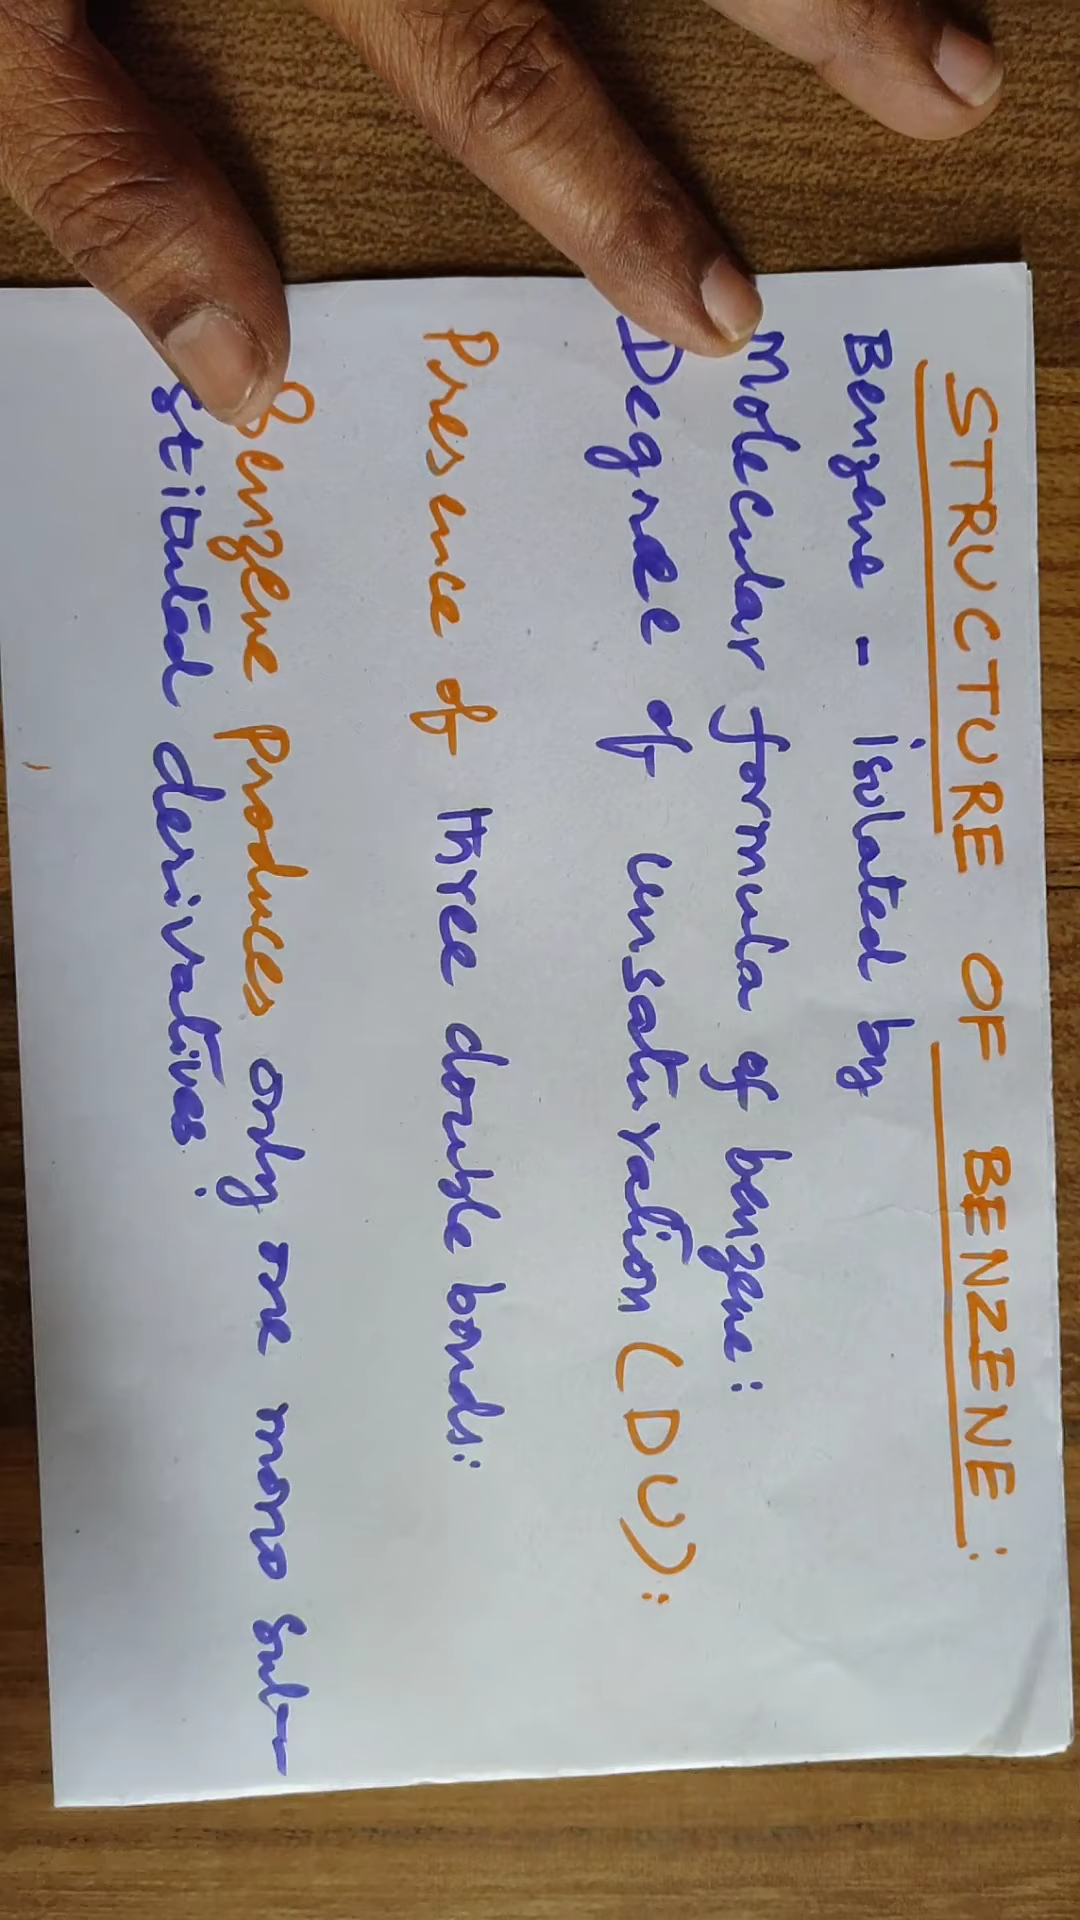 STRUCTURE OF BENZENE:
Benzene - isolated by
Molecular formula of benzene:
Degree of unsaturation (DU):
Presence of three double bonds:
Benzene produces only one mono sub-
stituted derivatives: